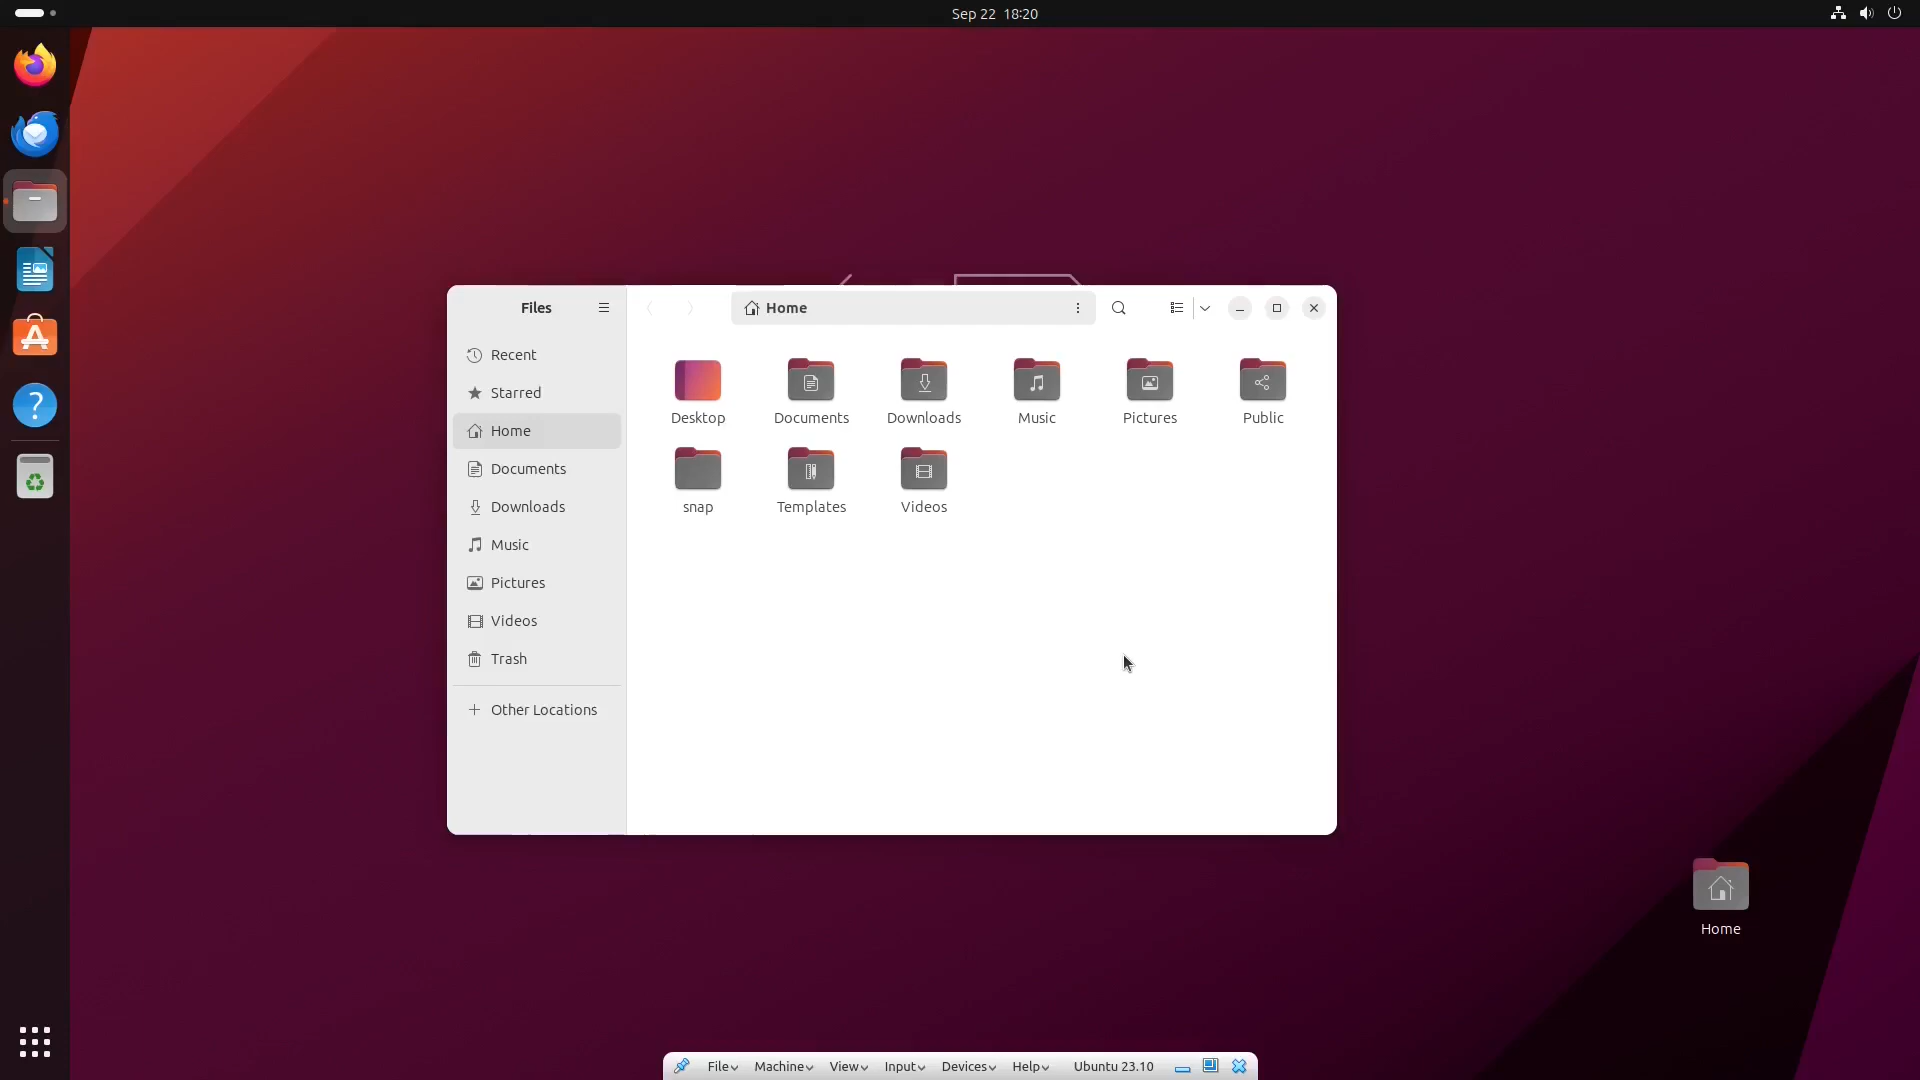 Sep 22 18:20
Files
Home
Recent
Starred
Home
Documents
Downloads
Music
Pictures
Videos
Trash
Other Locations
Desktop
Documents
Downloads
Music
Pictures
Public
snap
Templates
Videos
Home
File
Machine
View
Input
Devices
Help
Ubuntu 23.10